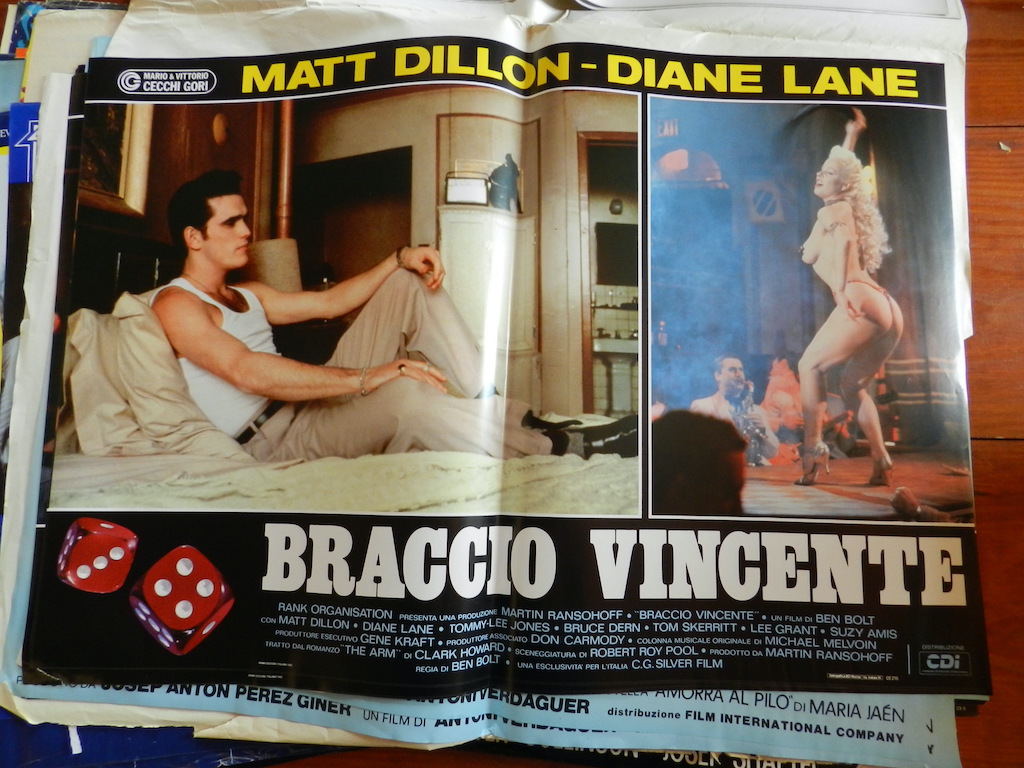 MARIO & VITTORIO
CECCHI GORI
MATT DILLON - DIANE LANE
EXIT
BRACCIO VINCENTE
RANK ORGANISATION PRESENTA UNA PRODUZIONE MARTIN RANSOHOFF • "BRACCIO VINCENTE" • UN FILM DI BEN BOLT
CON MATT DILLON • DIANE LANE • TOMMY-LEE JONES • BRUCE DERN • TOM SKERRITT • LEE GRANT • SUZY AMIS
PRODUTTORE ESECUTIVO GENE KRAFT • PRODUTTORE ASSOCIATO DON CARMODY • COLONNA MUSICALE ORIGINALE DI MICHAEL MELVOIN
TRATTO DAL ROMANZO "THE ARM" DI CLARK HOWARD • SCENEGGIATURA DI ROBERT ROY POOL • PRODOTTO DA MARTIN RANSOHOFF
REGIA DI BEN BOLT • UNA ESCLUSIVITA' PER L'ITALIA C.G. SILVER FILM
DISTRIBUZIONE
CDI
JOSEP ANTON PEREZ GINER
UN FILM DI ANTONI VERDAGUER
"AMORRA AL PILO" DI MARIA JAÉN
distribuzione FILM INTERNATIONAL COMPANY